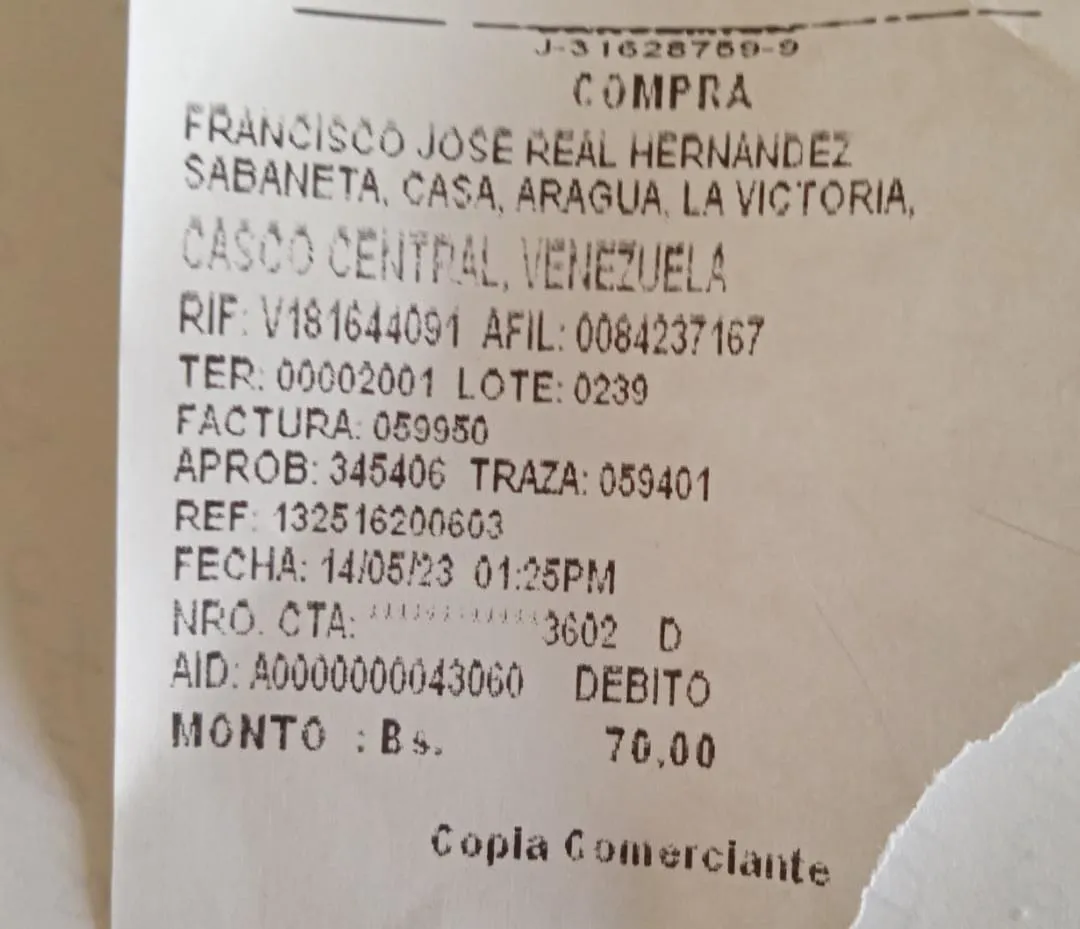 J-31628759-9
COMPRA
FRANCISCO JOSE REAL HERNANDEZ
SABANETA, CASA, ARAGUA, LA VICTORIA,
CASCO CENTRAL, VENEZUELA
RIF: V181644091 AFIL: 0084237167
TER: 00002001 LOTE: 0239
FACTURA: 059950
APROB: 345406 TRAZA: 059401
REF: 132516200603
FECHA: 14/05/23 01:25PM
NRO. CTA: ************3602 D
AID: A0000000043060 DEBITO
MONTO : Bs. 70,00
Copia Comerciante